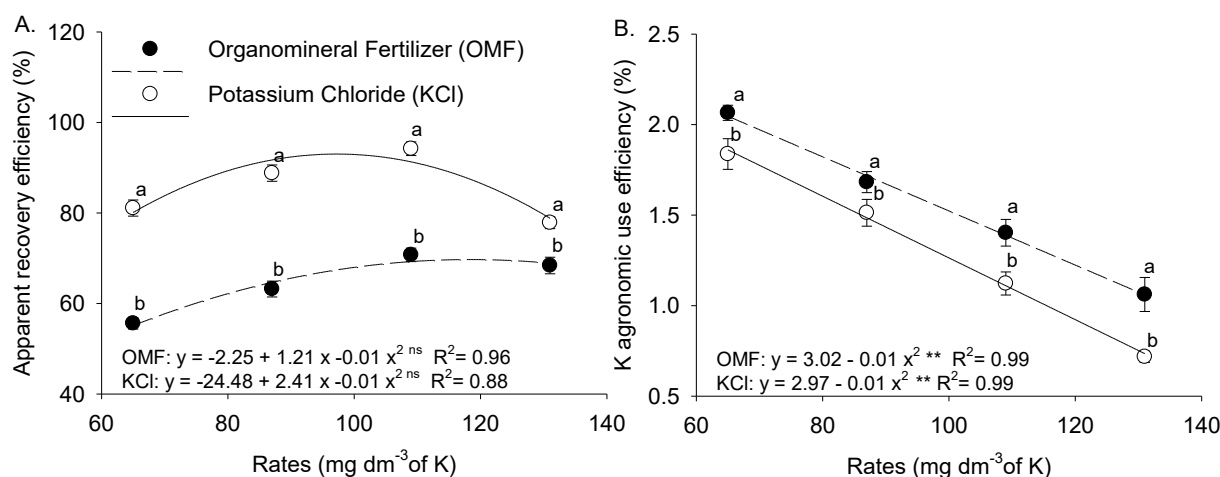 A.
120
100
80
60
40
Apparent recovery efficiency (%)
Organomineral Fertilizer (OMF)
Potassium Chloride (KCl)
a
a
a
a
b
b
b
b
OMF: y = -2.25 + 1.21 x -0.01 x² ⁿˢ R²= 0.96
KCl: y = -24.48 + 2.41 x -0.01 x² ⁿˢ R²= 0.88
60 80 100 120 140
Rates (mg dm⁻³of K)
B.
2.5
2.0
1.5
1.0
0.5
K agronomic use efficiency (%)
a
b
a
b
a
b
a
b
OMF: y = 3.02 - 0.01 x² ** R²= 0.99
KCl: y = 2.97 - 0.01 x² ** R²= 0.99
60 80 100 120 140
Rates (mg dm⁻³of K)